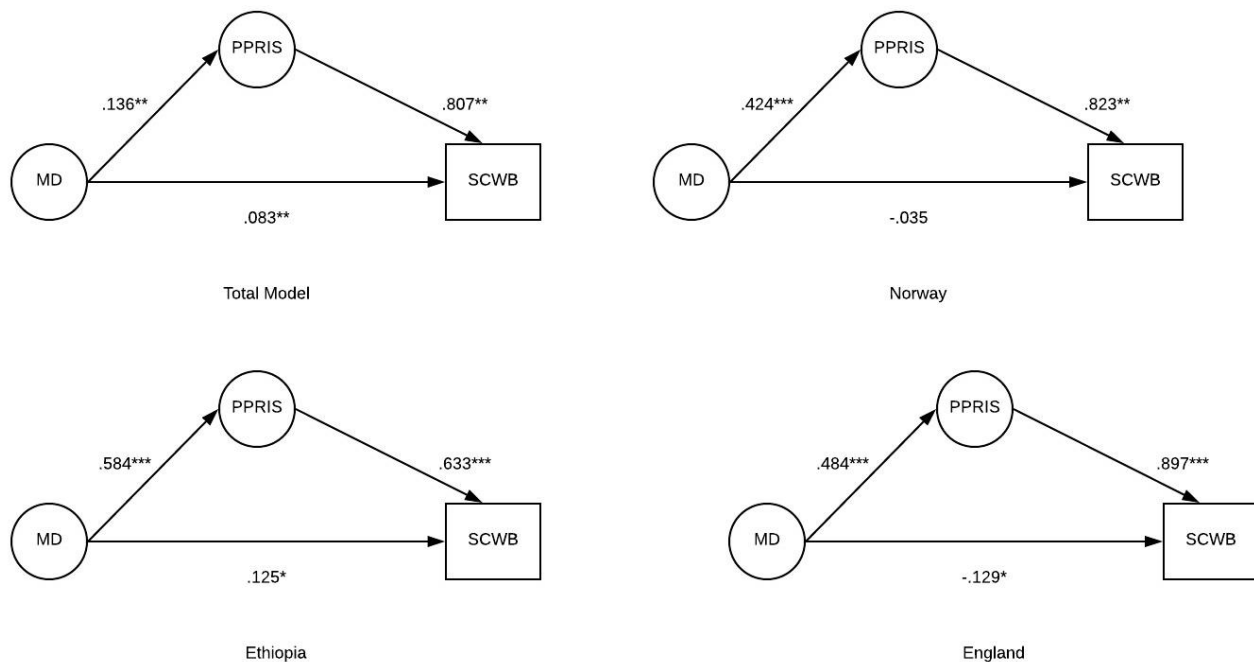 PPRIS
.136**
.807**
MD
SCWB
.083**
Total Model
PPRIS
.424***
.823**
MD
SCWB
-.035
Norway
PPRIS
.584***
.633***
MD
SCWB
.125*
Ethiopia
PPRIS
.484***
.897***
MD
SCWB
-.129*
England